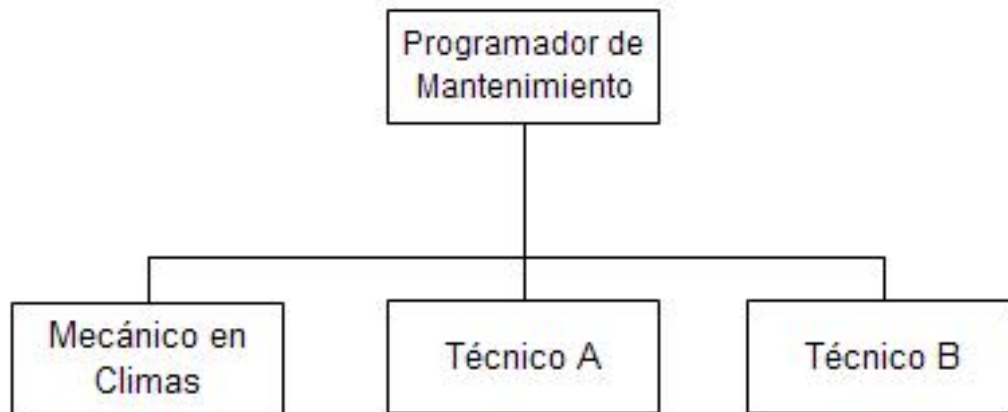 Programador de
Mantenimiento
Mecánico en
Climas
Técnico A
Técnico B